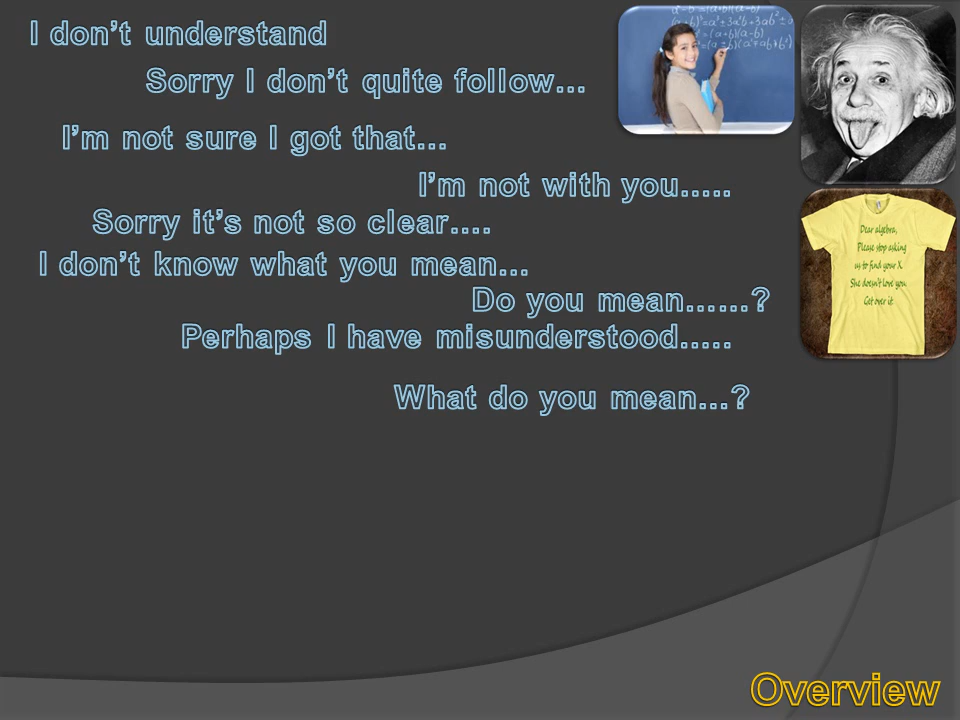 I don't understand
Sorry I don't quite follow...
I'm not sure I got that...
I'm not with you.....
Sorry it's not so clear....
I don't know what you mean...
Do you mean......?
Perhaps I have misunderstood.....
What do you mean...?
=(a+b)(a-b)
Dear algebra,
Please stop asking
us to find your X.
She doesn't love you.
Get over it.
Overview